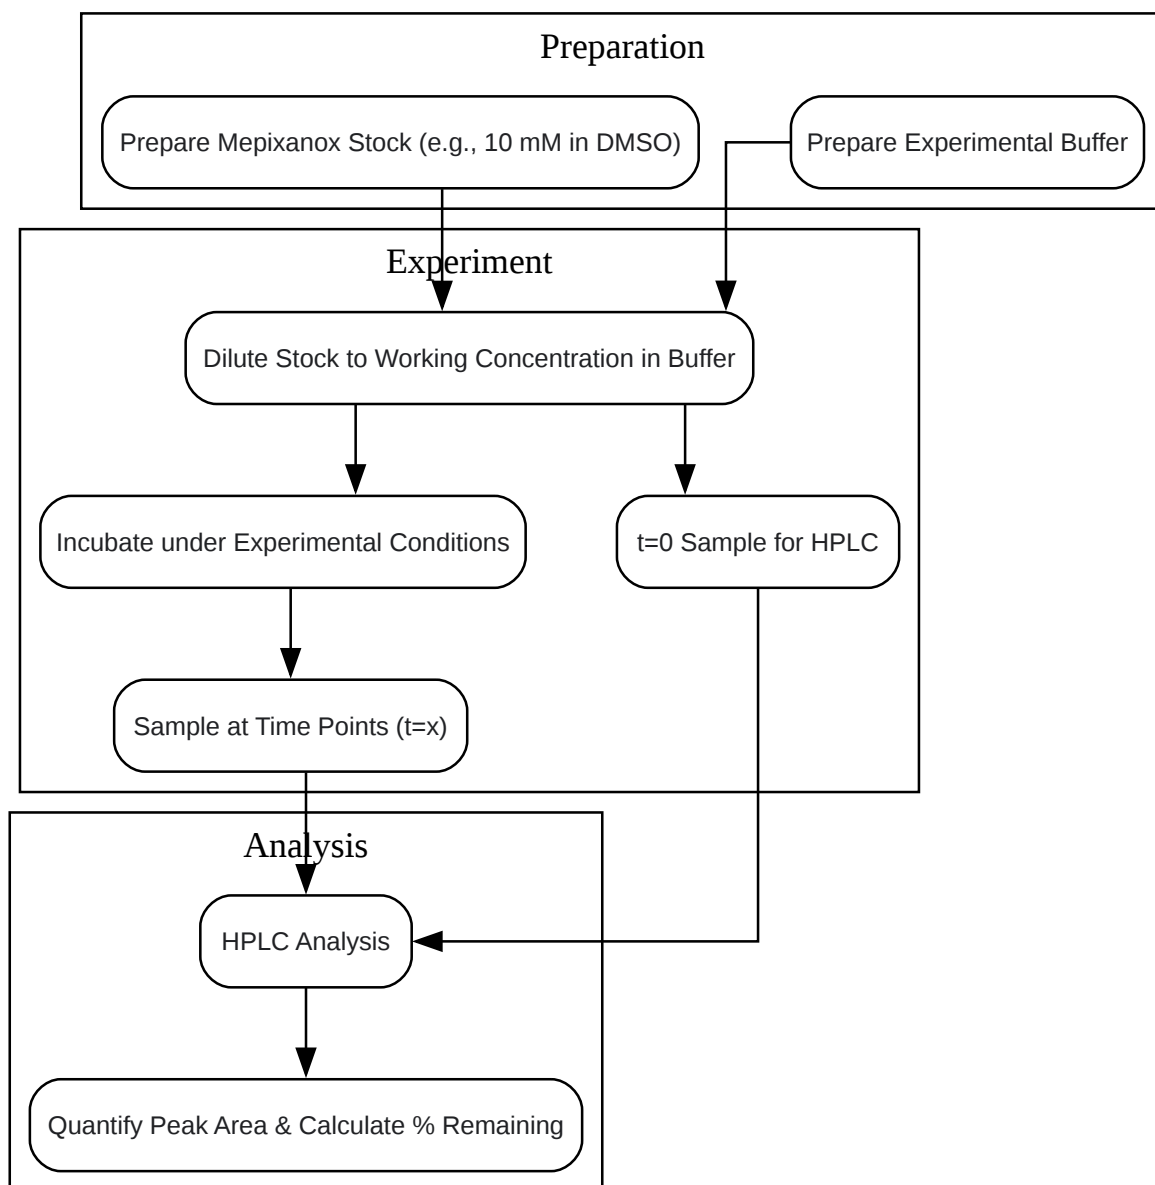 Preparation
Prepare Mepixanox Stock (e.g., 10 mM in DMSO)
Prepare Experimental Buffer
Experiment
Dilute Stock to Working Concentration in Buffer
Incubate under Experimental Conditions
t=0 Sample for HPLC
Sample at Time Points (t=x)
Analysis
HPLC Analysis
Quantify Peak Area & Calculate % Remaining